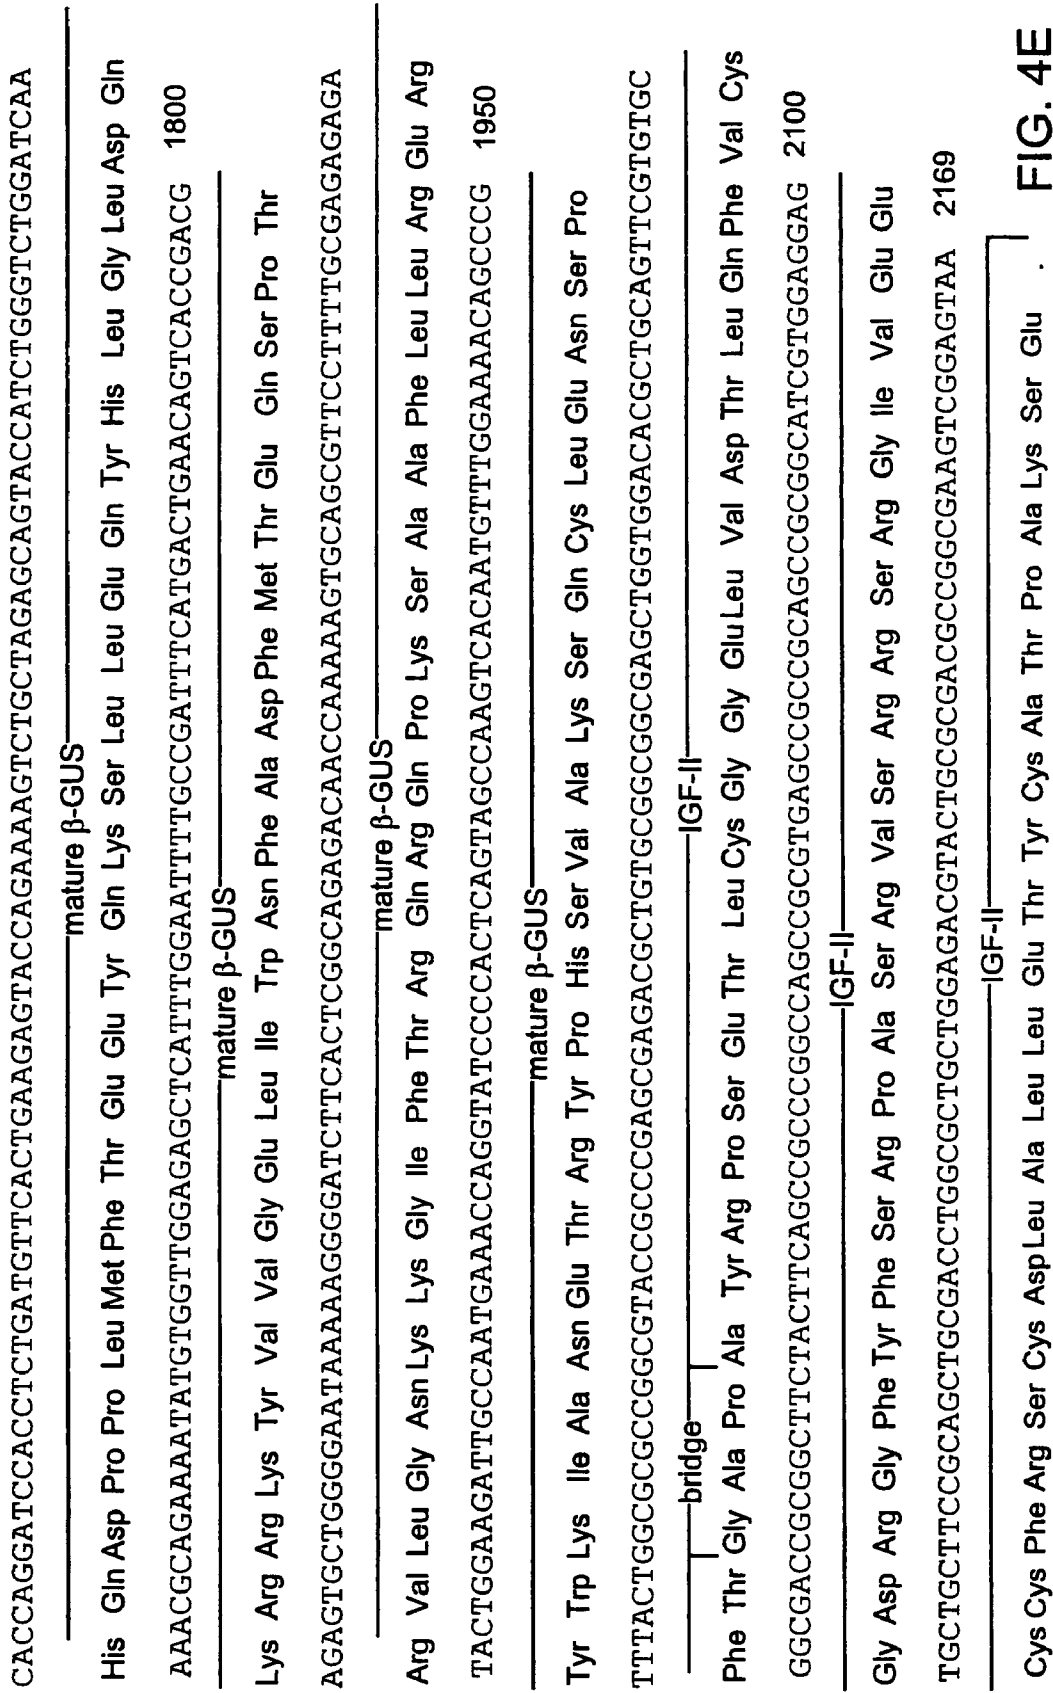 CACCAGGATCCACCTCTGATGTTCACTGAAGAGTACCAGAAAAGTCTGCTAGAGCAGTACCATCTGGGTCTGGATCAA
mature β-GUS
His Gln Asp Pro Pro Leu Met Phe Thr Glu Glu Tyr Gln Lys Ser Leu Leu Glu Gln Tyr His Leu Gly Leu Asp Gln
AAACGCAGAAAATATGTGGTTGGAGAGCTCATTTGGAATTTTGCCGATTTCATGACTGAACAGTCACCGACG 1800
mature β-GUS
Lys Arg Arg Lys Tyr Val Val Gly Glu Leu Ile Trp Asn Phe Ala Asp Phe Met Thr Glu Gln Ser Pro Thr
AGAGTGCTGGGGAATAAAAAGGGGATCTTCACTCGGCAGAGACAACCAAAAAGTGCAGCGTTCCTTTTGCGAGAGAGA
mature β-GUS
Arg Val Leu Gly Asn Lys Lys Gly Ile Phe Thr Arg Gln Arg Gln Pro Lys Ser Ala Ala Phe Leu Leu Arg Glu Arg
TACTGGAAGATTGCCAATGAAACCAGGTATCCCCACTCAGTAGCCAAGTCACAATGTTTGGAAAACAGCCCG 1950
mature β-GUS
Tyr Trp Lys Ile Ala Asn Glu Thr Arg Tyr Pro His Ser Val Ala Lys Ser Gln Cys Leu Glu Asn Ser Pro
TTTACTGGCGCGCCGGCGTACCGCCCGAGCGAGACGCTGTGCGGCGGCGAGCTGGTGGACACGCTGCAGTTCGTGTGC
bridge IGF-II
Phe Thr Gly Ala Pro Ala Tyr Arg Pro Ser Glu Thr Leu Cys Gly Gly Glu Leu Val Asp Thr Leu Gln Phe Val Cys
GGCGACCGCGGCTTCTACTTCAGCCGCCCGGCCAGCCGCGTGAGCCGCCGCAGCCGCGGCATCGTGGAGGAG 2100
IGF-II
Gly Asp Arg Gly Phe Tyr Phe Ser Arg Pro Ala Ser Arg Val Ser Arg Arg Ser Arg Gly Ile Val Glu Glu
TGCTGCTTCCGCAGCTGCGACCTGGCGCTGCTGGAGACGTACTGCGCGACGCCGGCGAAGTCGGAGTAA 2169
IGF-II
Cys Cys Phe Arg Ser Cys Asp Leu Ala Leu Leu Glu Thr Tyr Cys Ala Thr Pro Ala Lys Ser Glu .
FIG. 4E